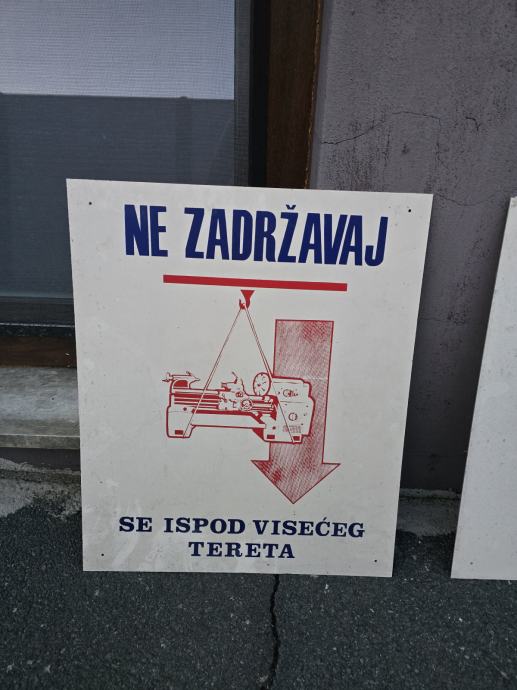 NE ZADRŽAVAJ
SE ISPOD VISEĆEG
TERETA